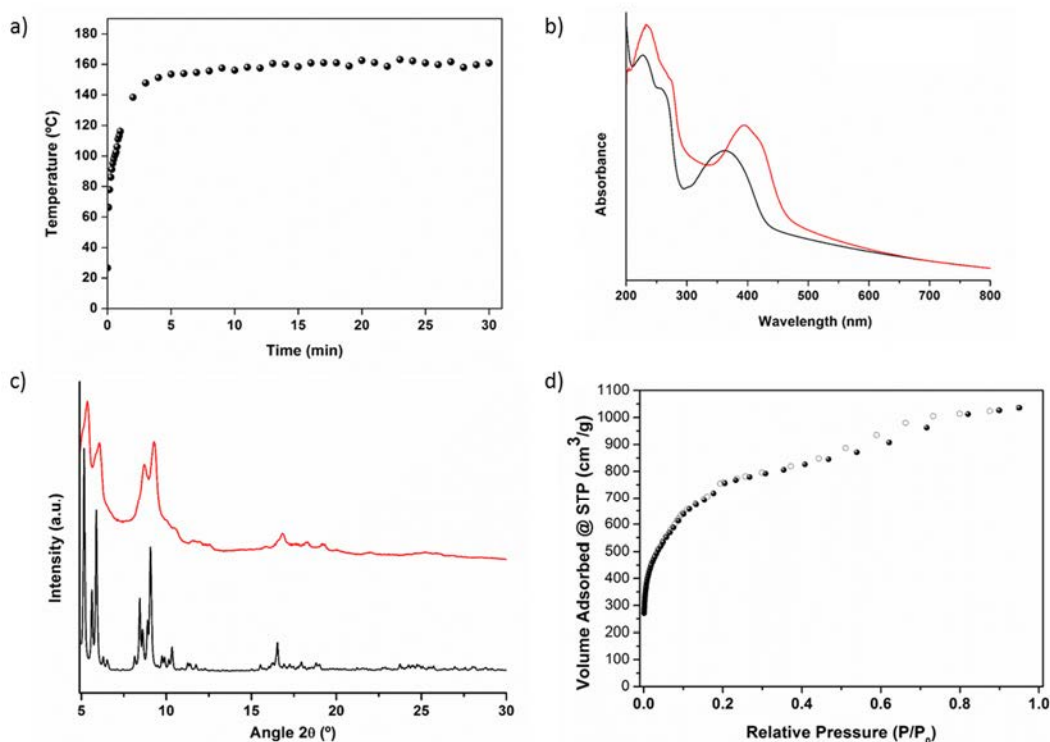 a)
180
160
140
120
100
80
60
40
20
0
Temperature (ºC)
0 5 10 15 20 25 30
Time (min)
b)
Absorbance
200 300 400 500 600 700 800
Wavelength (nm)
c)
Intensity (a.u.)
5 10 15 20 25 30
Angle 2θ (º)
d)
1100
1000
900
800
700
600
500
400
300
200
100
0
Volume Adsorbed @ STP (cm³/g)
0.0 0.2 0.4 0.6 0.8 1.0
Relative Pressure (P/P₀)